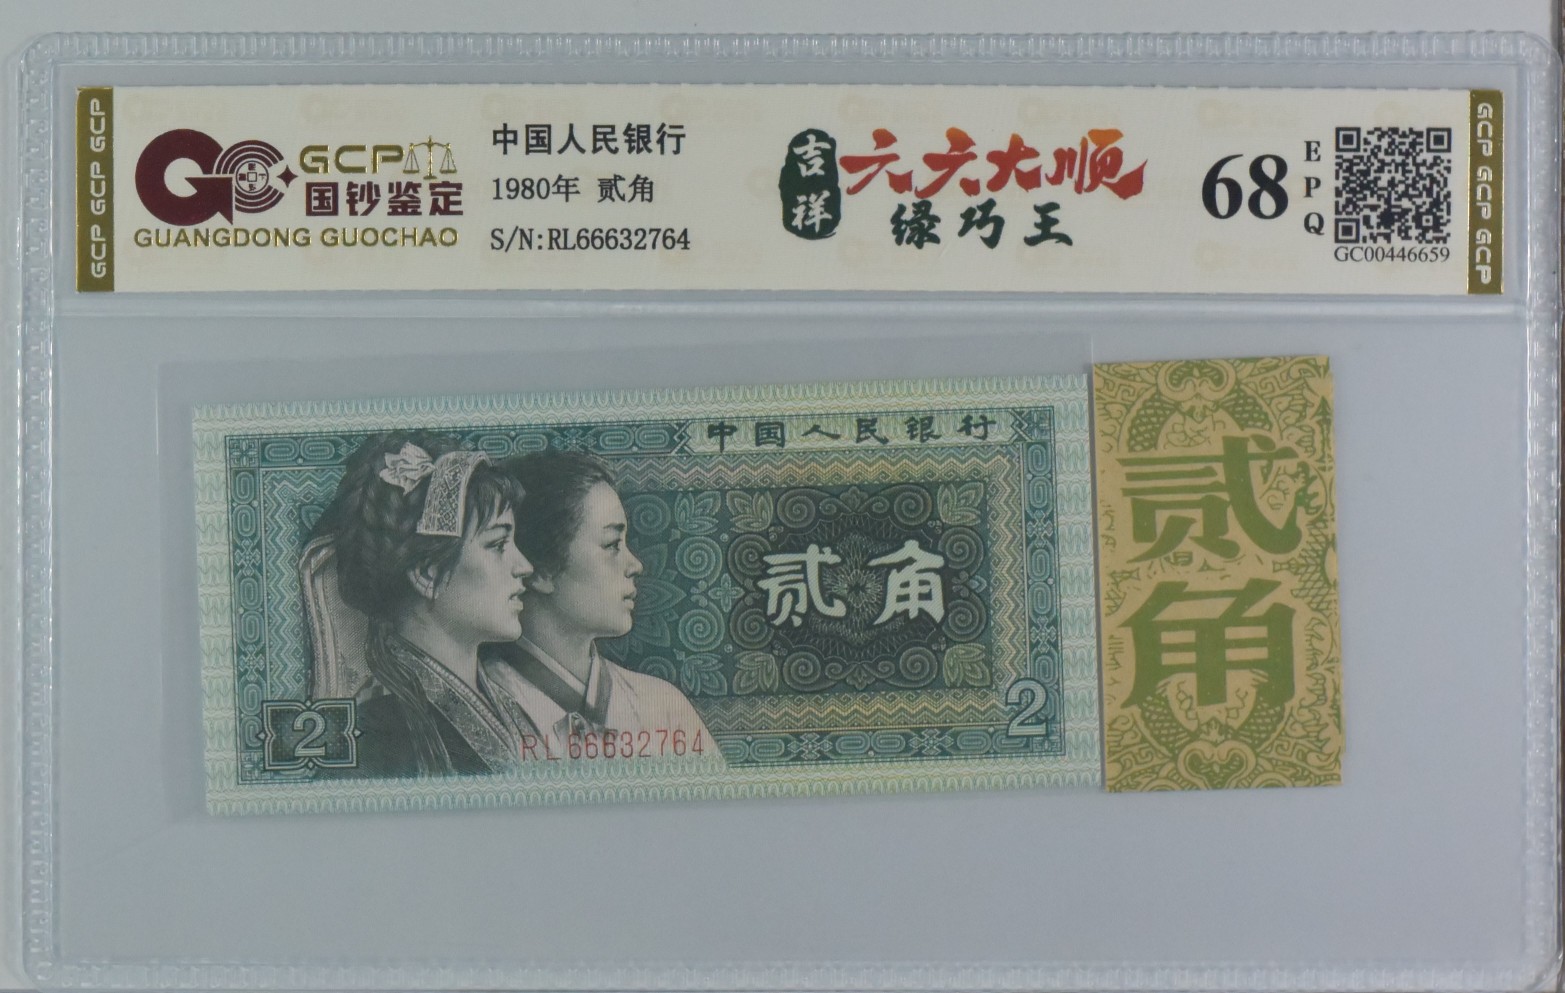 GCP GCP GCP
GCP
国钞鉴定
GUANGDONG GUOCHAO
中国人民银行
1980年 贰角
S/N:RL66632764
吉祥
六六大顺
绿巧王
68
EPQ
GC00446659
GCP GCP GCP
中国人民银行
贰角
2
2
RL66632764
贰角